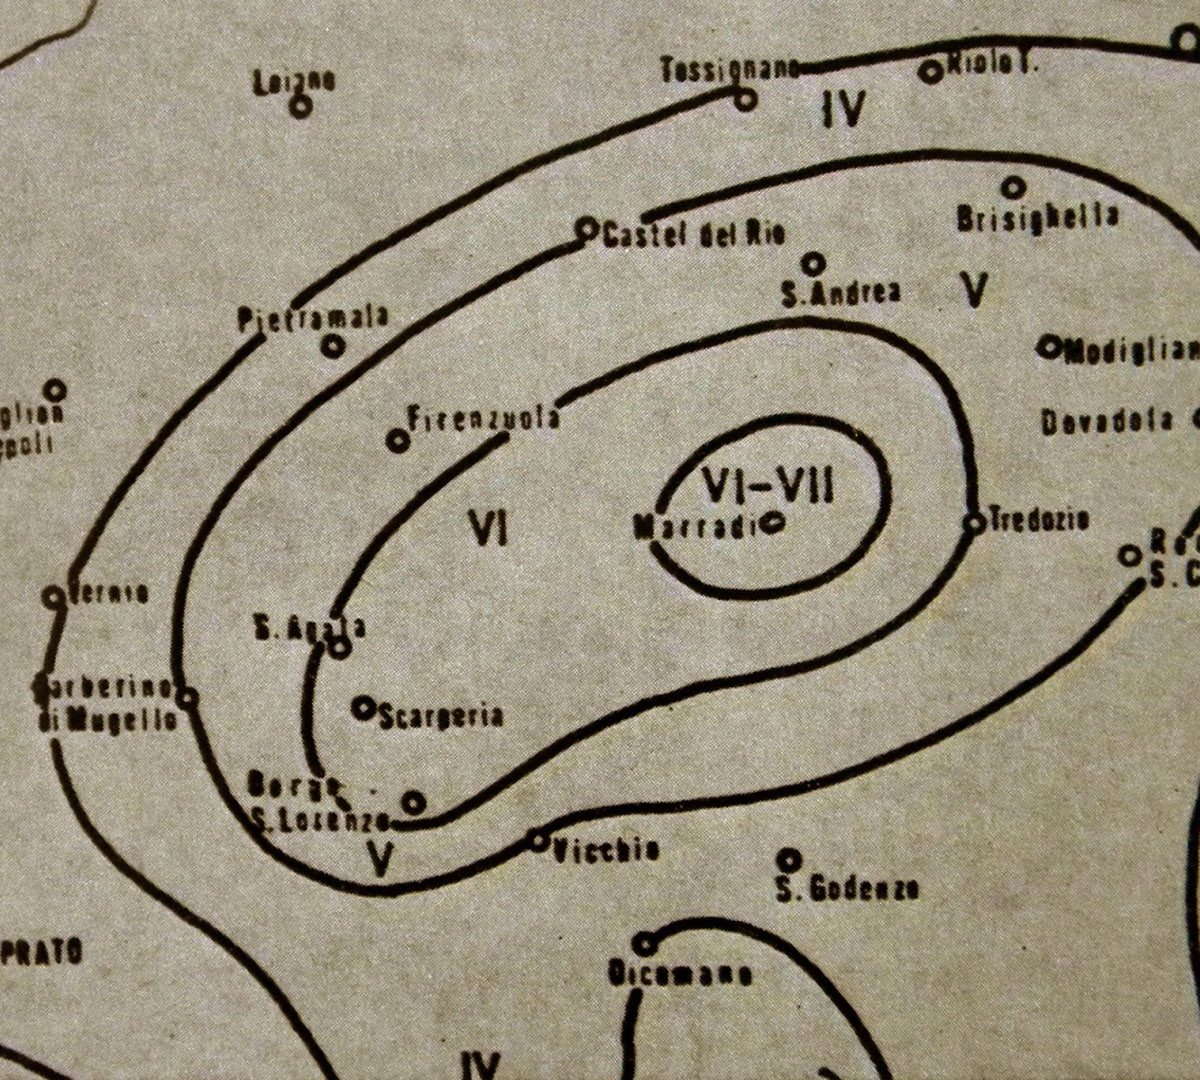 Loiano
Tossignano
Riolo T.
IV
Castel del Rio
Brisighella
S. Andrea
V
Pietramala
Modiglian
Firenzuola
Dovadola
VI-VII
VI
Marradi
Tredozio
Vernio
S. C
S. Agata
Barberino
di Mugello
Scarperia
Borgo
S. Lorenzo
V
Vicchio
S. Godenzo
PRATO
Dicomano
IV